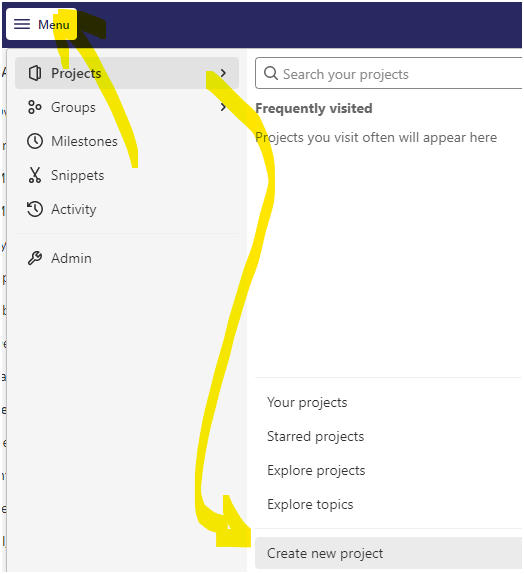 Menu
Projects
Groups
Milestones
Snippets
Activity
Admin
Search your projects
Frequently visited
Projects you visit often will appear here
Your projects
Starred projects
Explore projects
Explore topics
Create new project